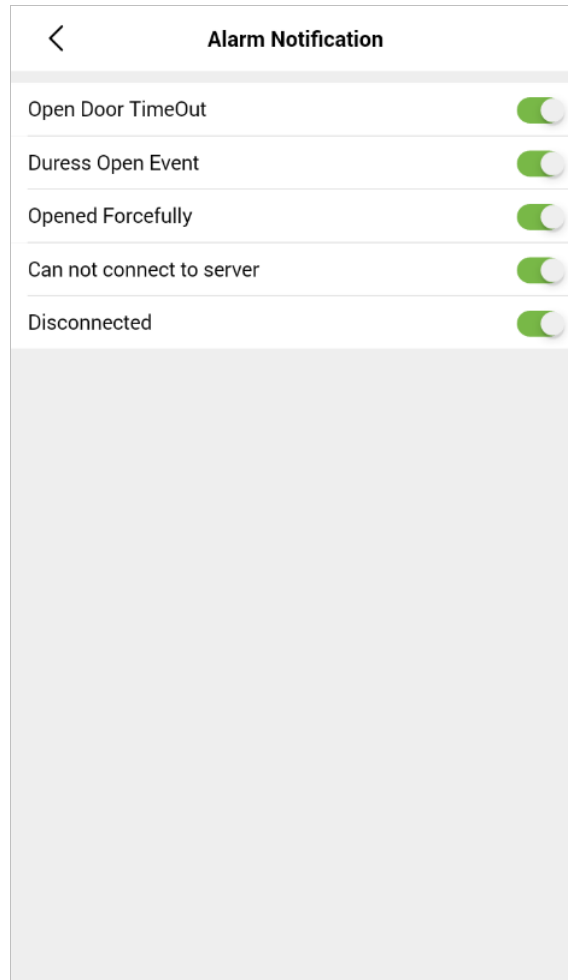 Alarm Notification
Open Door TimeOut
Duress Open Event
Opened Forcefully
Can not connect to server
Disconnected